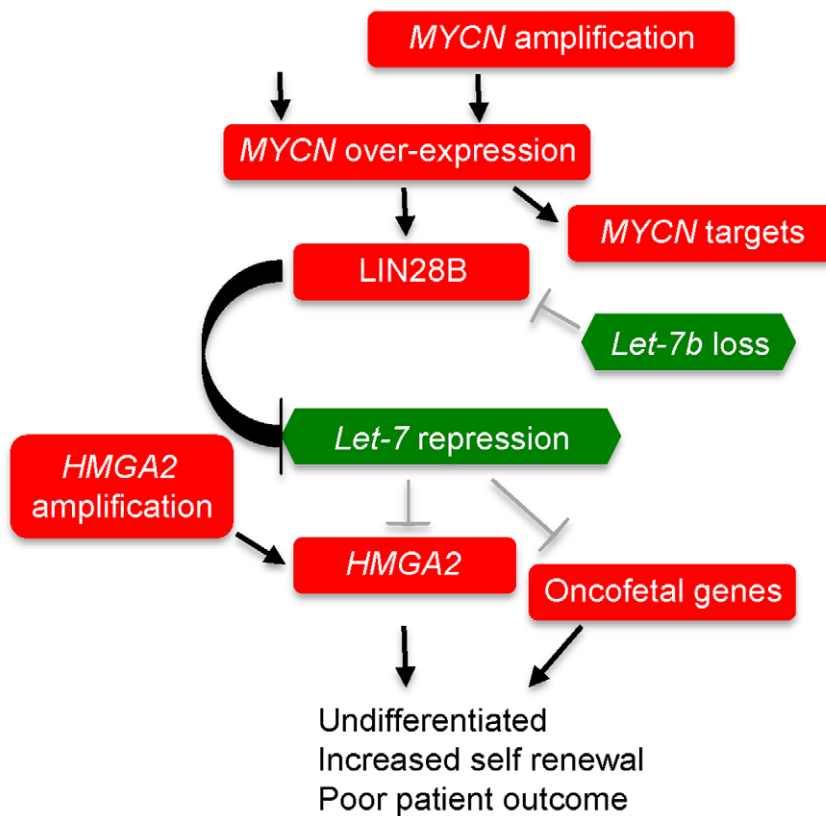 MYCN amplification
MYCN over-expression
MYCN targets
LIN28B
Let-7b loss
Let-7 repression
HMGA2
amplification
HMGA2
Oncofetal genes
Undifferentiated
Increased self renewal
Poor patient outcome